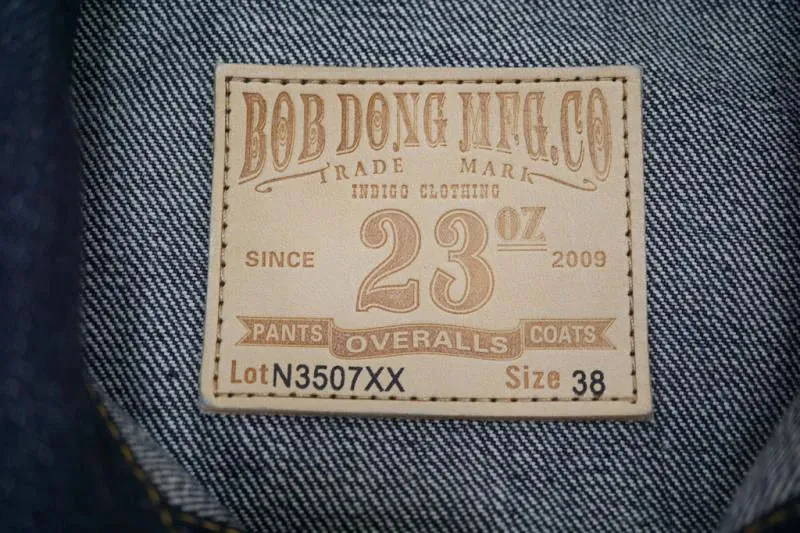 BOB DONG MFG.CO
TRADE MARK
INDIGO CLOTHING
23 OZ
SINCE 2009
PANTS OVERALLS COATS
Lot N3507XX Size 38